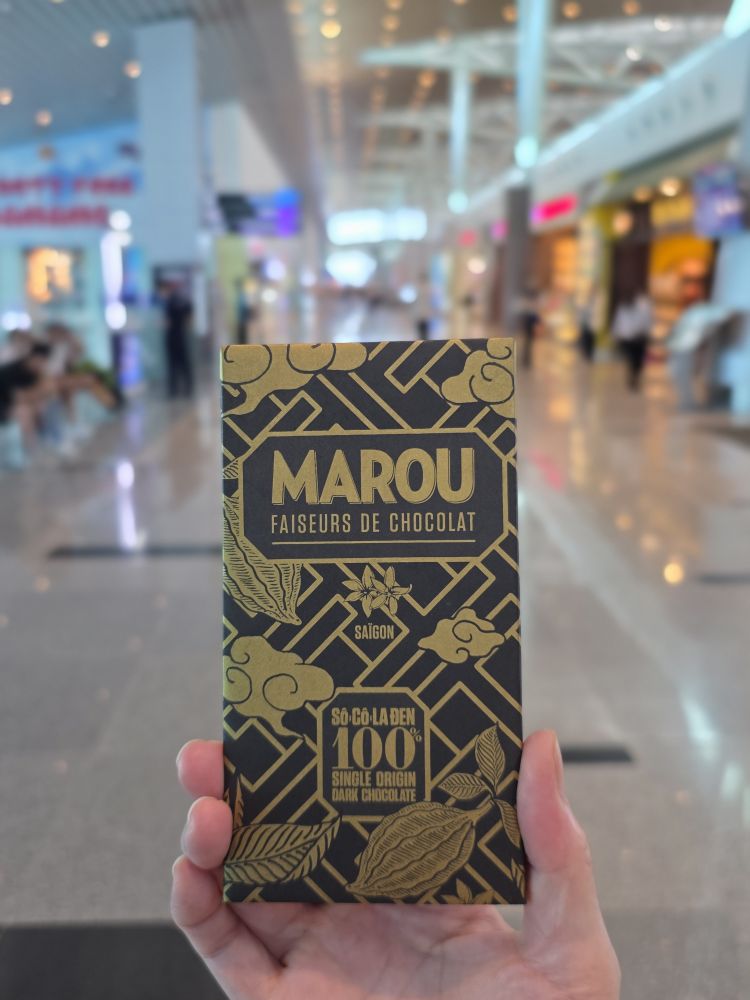 MAROU
FAISEURS DE CHOCOLAT
SAÏGON
SÔ-CÔ-LA ĐEN
100%
SINGLE ORIGIN
DARK CHOCOLATE